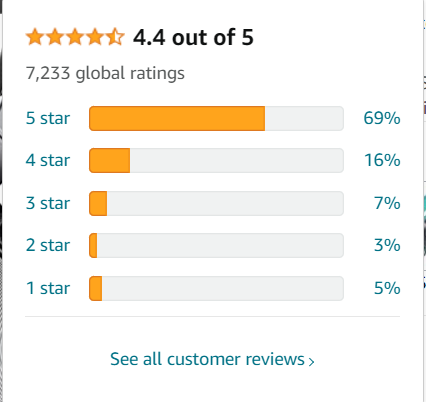 4.4 out of 5
7,233 global ratings
5 star 69%
4 star 16%
3 star 7%
2 star 3%
1 star 5%
See all customer reviews ›